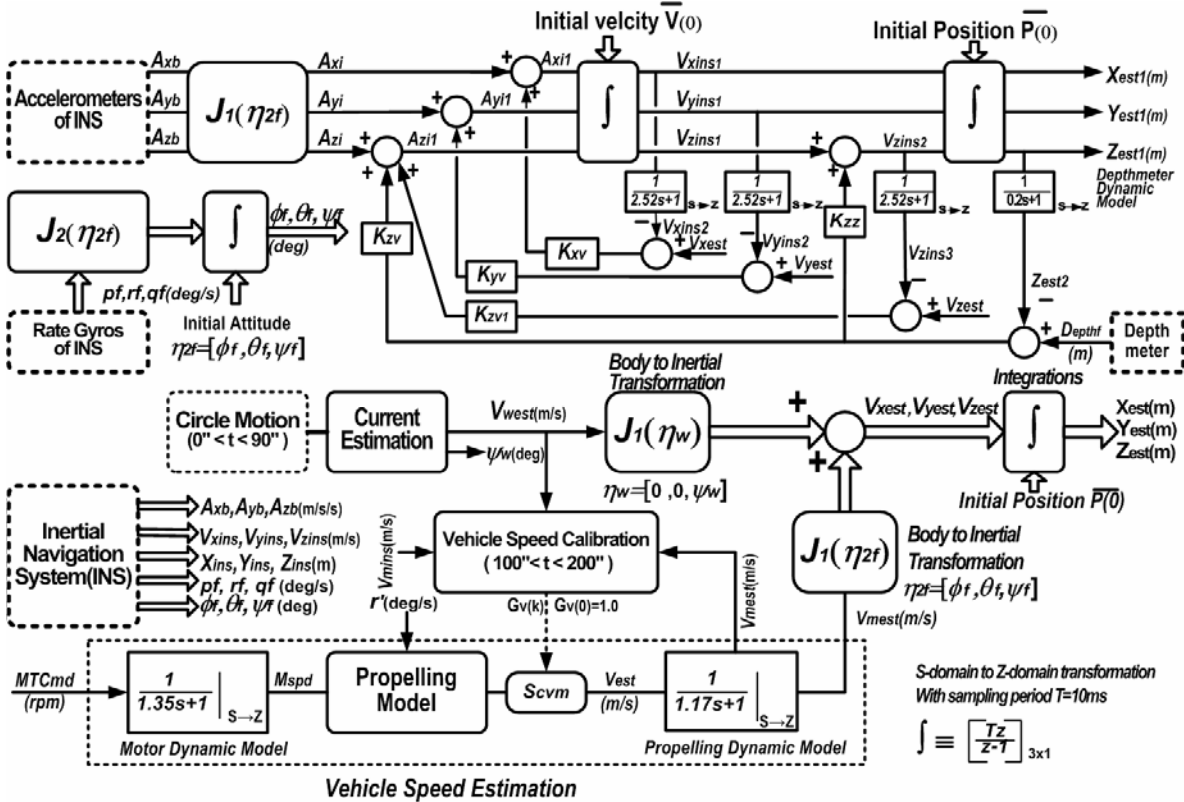 Initial velcity V(0)
Initial Position P(0)
Accelerometers
of INS
Axb
Ayb
Azb
J1(η2f)
Axi
Ayi
Azi
+
+
+
+
+
+
+
Axi1
Ayi1
Azi1
∫
Vxins1
Vyins1
Vzins1
+
+
Vzins2
∫
Xest1(m)
Yest1(m)
Zest1(m)
Depthmeter
Dynamic
Model
1
2.52s+1
s→z
1
2.52s+1
s→z
1
2.52s+1
s→z
1
0.2s+1
s→z
J2(η2f)
∫
ϕf,θf,ψf
(deg)
pf,rf,qf(deg/s)
Rate Gyros
of INS
Initial Attitude
η2f=[ϕf,θf,ψf]
Kzv
Kxv
Kyv
Kzv1
Kzz
−
Vxins2
+
Vxest
−
Vyins2
+
Vyest
Vzins3
−
+
Vzest
Zest2
−
+
Depthf
(m)
Depth
meter
Circle Motion
(0"<t<90")
Current
Estimation
Vwest(m/s)
ψw(deg)
Body to Inertial
Transformation
J1(ηw)
ηw=[0 ,0, ψw]
+
+
Vxest,Vyest,Vzest
Integrations
∫
Initial Position P(0)
Xest(m)
Yest(m)
Zest(m)
Inertial
Navigation
System(INS)
Axb,Ayb,Azb(m/s/s)
Vxins,Vyins,Vzins(m/s)
Xins,Yins, Zins(m)
pf, rf, qf (deg/s)
ϕf,θf,ψf (deg)
Vmins(m/s)
Vehicle Speed Calibration
(100"<t<200")
r'(deg/s)
Gv(k)
Gv(0)=1.0
Vmest(m/s)
J1(η2f)
Body to Inertial
Transformation
η2f=[ϕf,θf,ψf]
Vmest(m/s)
MTCmd
(rpm)
1
1.35s+1
S→Z
Motor Dynamic Model
Mspd
Propelling
Model
Scvm
Vest
(m/s)
1
1.17s+1
S→Z
Propelling Dynamic Model
Vehicle Speed Estimation
S-domain to Z-domain transformation
With sampling period T=10ms
∫ ≡ [Tz
z-1] 3x1